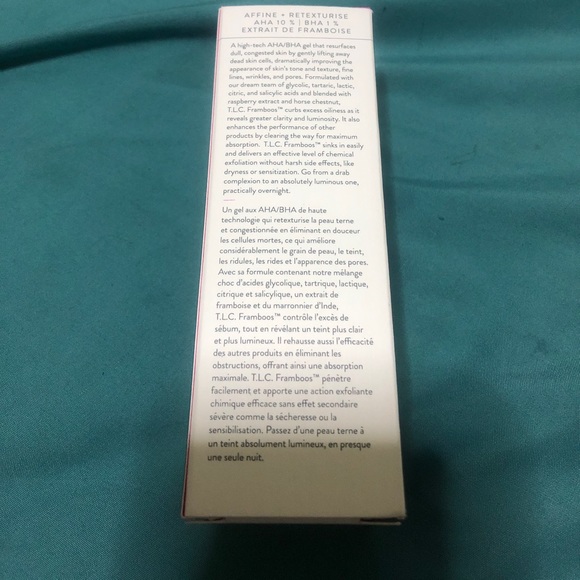 AFFINE + RETEXTURISE
AHA 10 % | BHA 1 %
EXTRAIT DE FRAMBOISE
A high-tech AHA/BHA gel that resurfaces
dull, congested skin by gently lifting away
dead skin cells, dramatically improving the
appearance of skin's tone and texture, fine
lines, wrinkles, and pores. Formulated with
our dream team of glycolic, tartaric, lactic,
citric, and salicylic acids and blended with
raspberry extract and horse chestnut,
T.L.C. Framboos™ curbs excess oiliness as it
reveals greater clarity and luminosity. It also
enhances the performance of other
products by clearing the way for maximum
absorption. T.L.C. Framboos™ sinks in easily
and delivers an effective level of chemical
exfoliation without harsh side effects, like
dryness or sensitization. Go from a drab
complexion to an absolutely luminous one,
practically overnight.
Un gel aux AHA/BHA de haute
technologie qui retexturise la peau terne
et congestionnée en éliminant en douceur
les cellules mortes, ce qui améliore
considérablement le grain de peau, le teint,
les ridules, les rides et l'apparence des pores.
Avec sa formule contenant notre mélange
choc d'acides glycolique, tartrique, lactique,
citrique et salicylique, un extrait de
framboise et du marronnier d'Inde,
T.L.C. Framboos™ contrôle l'excès de
sébum, tout en révélant un teint plus clair
et plus lumineux. Il rehausse aussi l'efficacité
des autres produits en éliminant les
obstructions, offrant ainsi une absorption
maximale. T.L.C. Framboos™ pénètre
facilement et apporte une action exfoliante
chimique efficace sans effet secondaire
sévère comme la sécheresse ou la
sensibilisation. Passez d'une peau terne à
un teint absolument lumineux, en presque
une seule nuit.